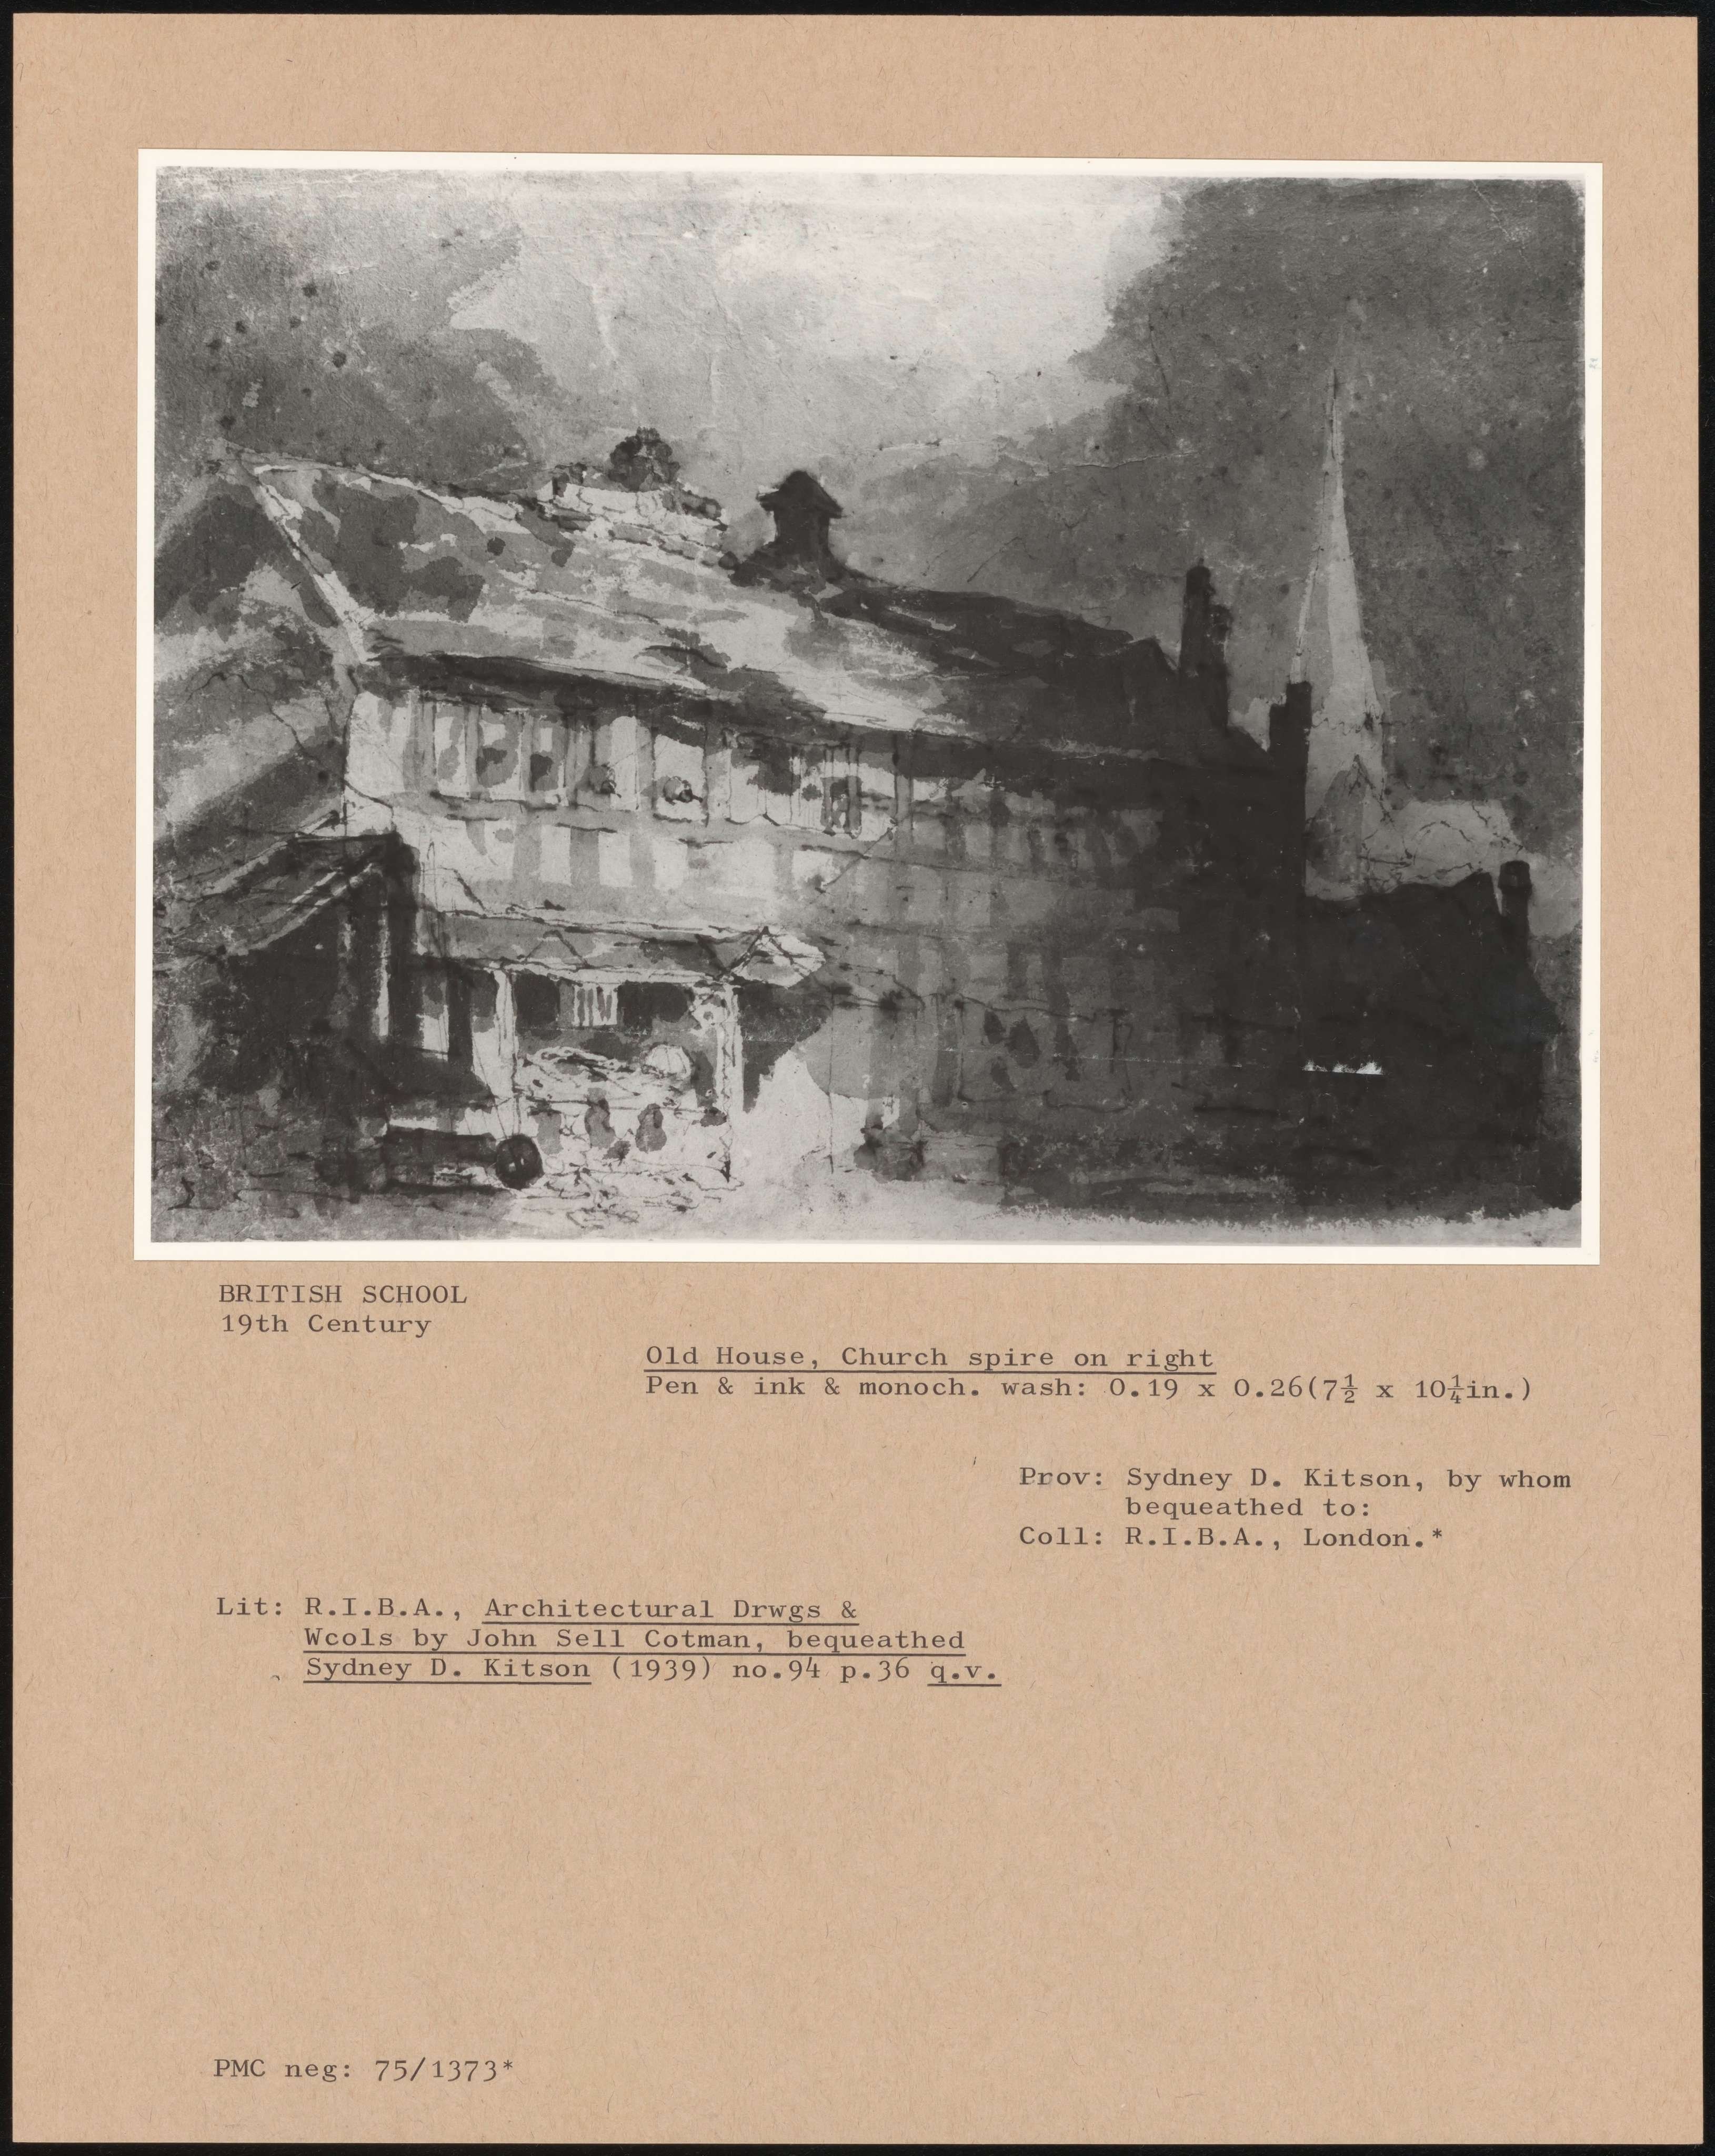 BRITISH SCHOOL
19th Century
Old House, Church spire on right
Pen & ink & monoch. wash: 0.19 x 0.26(7½ x 10¼in.)
Prov: Sydney D. Kitson, by whom
bequeathed to:
Coll: R.I.B.A., London.*
Lit: R.I.B.A., Architectural Drwgs &
Wcols by John Sell Cotman, bequeathed
Sydney D. Kitson (1939) no.94 p.36 q.v.
PMC neg: 75/1373*